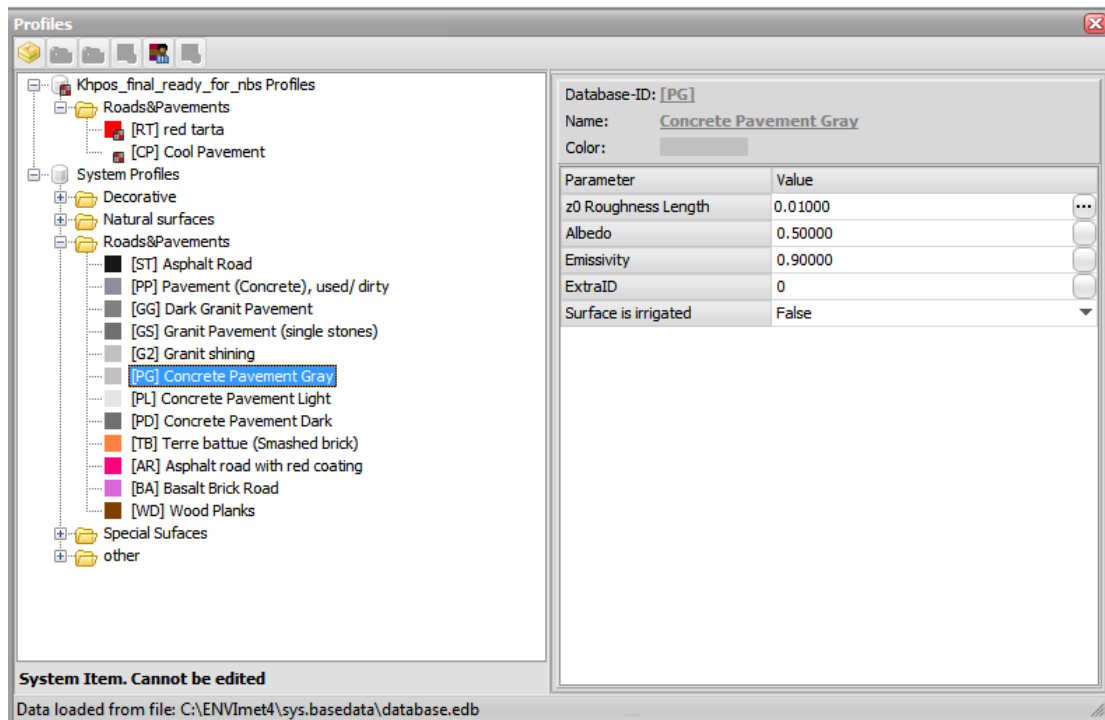 Profiles
Khpos_final_ready_for_nbs Profiles
Roads&Pavements
[RT] red tarta
[CP] Cool Pavement
System Profiles
Decorative
Natural surfaces
Roads&Pavements
[ST] Asphalt Road
[PP] Pavement (Concrete), used/ dirty
[GG] Dark Granit Pavement
[GS] Granit Pavement (single stones)
[G2] Granit shining
[PG] Concrete Pavement Gray
[PL] Concrete Pavement Light
[PD] Concrete Pavement Dark
[TB] Terre battue (Smashed brick)
[AR] Asphalt road with red coating
[BA] Basalt Brick Road
[WD] Wood Planks
Special Sufaces
other
System Item. Cannot be edited
Database-ID: [PG]
Name: Concrete Pavement Gray
Color:
Parameter Value
z0 Roughness Length 0.01000 ...
Albedo 0.50000
Emissivity 0.90000
ExtraID 0
Surface is irrigated False
Data loaded from file: C:\ENVImet4\sys.basedata\database.edb